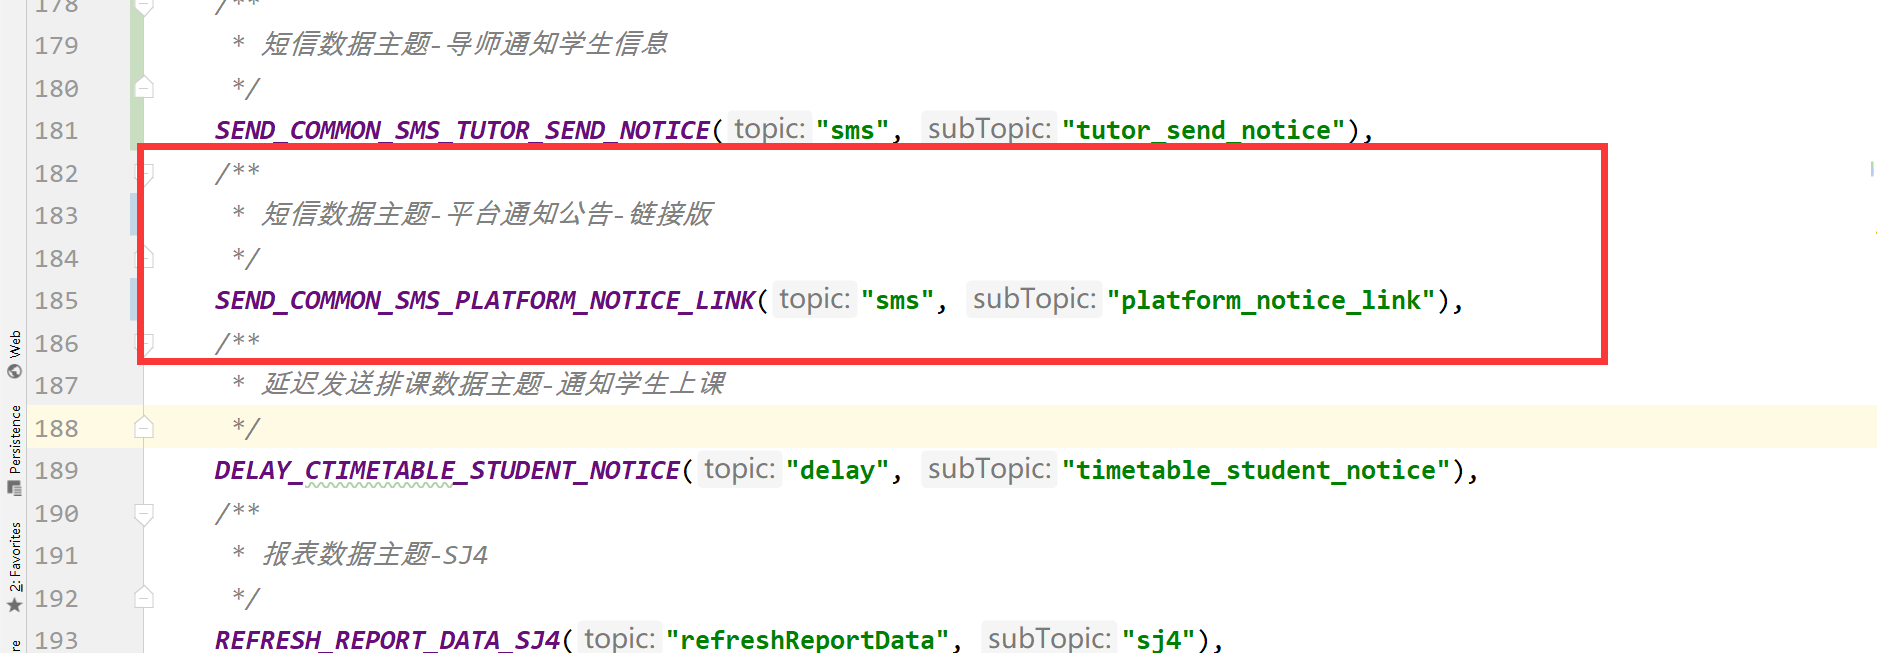 178 /**
179 * 短信数据主题-导师通知学生信息
180 */
181 SEND_COMMON_SMS_TUTOR_SEND_NOTICE( topic: "sms", subTopic: "tutor_send_notice"),
182 /**
183 * 短信数据主题-平台通知公告-链接版
184 */
185 SEND_COMMON_SMS_PLATFORM_NOTICE_LINK( topic: "sms", subTopic: "platform_notice_link"),
186 /**
187 * 延迟发送排课数据主题-通知学生上课
188 */
189 DELAY_CTIMETABLE_STUDENT_NOTICE( topic: "delay", subTopic: "timetable_student_notice"),
190 /**
191 * 报表数据主题-SJ4
192 */
193 REFRESH_REPORT_DATA_SJ4( topic: "refreshReportData", subTopic: "sj4"),
Web
Persistence
2: Favorites
re